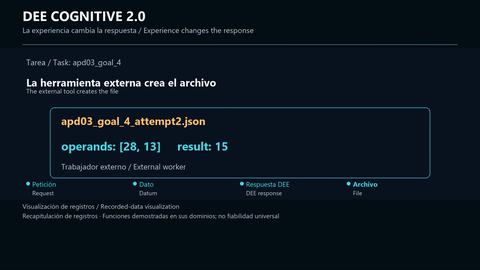 DEE COGNITIVE 2.0
La experiencia cambia la respuesta / Experience changes the response
Tarea / Task: apd03_goal_4
La herramienta externa crea el archivo
The external tool creates the file
apd03_goal_4_attempt2.json
operands: [28, 13] result: 15
Trabajador externo / External worker
Petición Dato Respuesta DEE Archivo
Request Datum DEE response File
Visualización de registros / Recorded-data visualization
Recapitulación de registros · Funciones demostradas en sus dominios; no fiabilidad universal